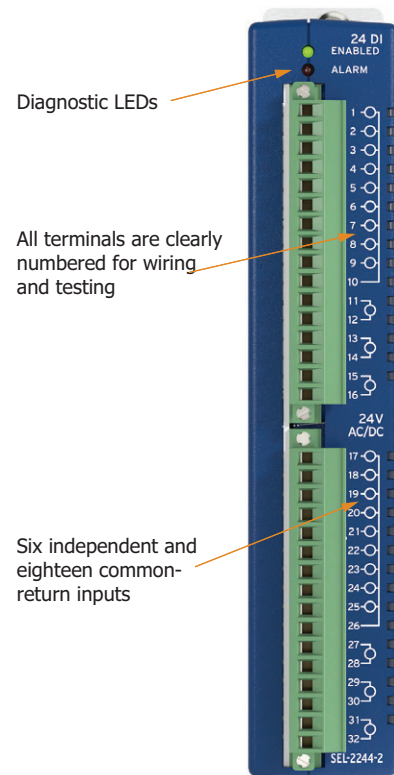 24 DI
ENABLED
ALARM
Diagnostic LEDs
1
2
3
4
5
6
All terminals are clearly
numbered for wiring
and testing
7
8
9
10
11
12
13
14
15
16
24V
AC/DC
17
18
19
20
21
Six independent and
eighteen common-
return inputs
22
23
24
25
26
27
28
29
30
31
32
SEL-2244-2